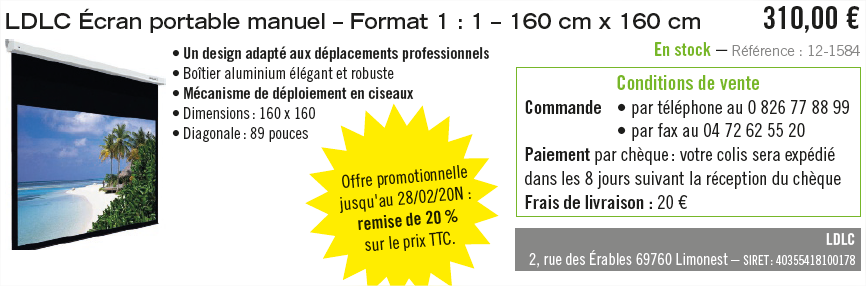 LDLC Écran portable manuel – Format 1 : 1 – 160 cm x 160 cm
310,00 €
En stock — Référence : 12-1584
• Un design adapté aux déplacements professionnels
• Boîtier aluminium élégant et robuste
• Mécanisme de déploiement en ciseaux
• Dimensions : 160 x 160
• Diagonale : 89 pouces
Offre promotionnelle
jusqu'au 28/02/20N :
remise de 20 %
sur le prix TTC.
Conditions de vente
Commande • par téléphone au 0 826 77 88 99
• par fax au 04 72 62 55 20
Paiement par chèque : votre colis sera expédié
dans les 8 jours suivant la réception du chèque
Frais de livraison : 20 €
LDLC
2, rue des Érables 69760 Limonest — SIRET : 40355418100178